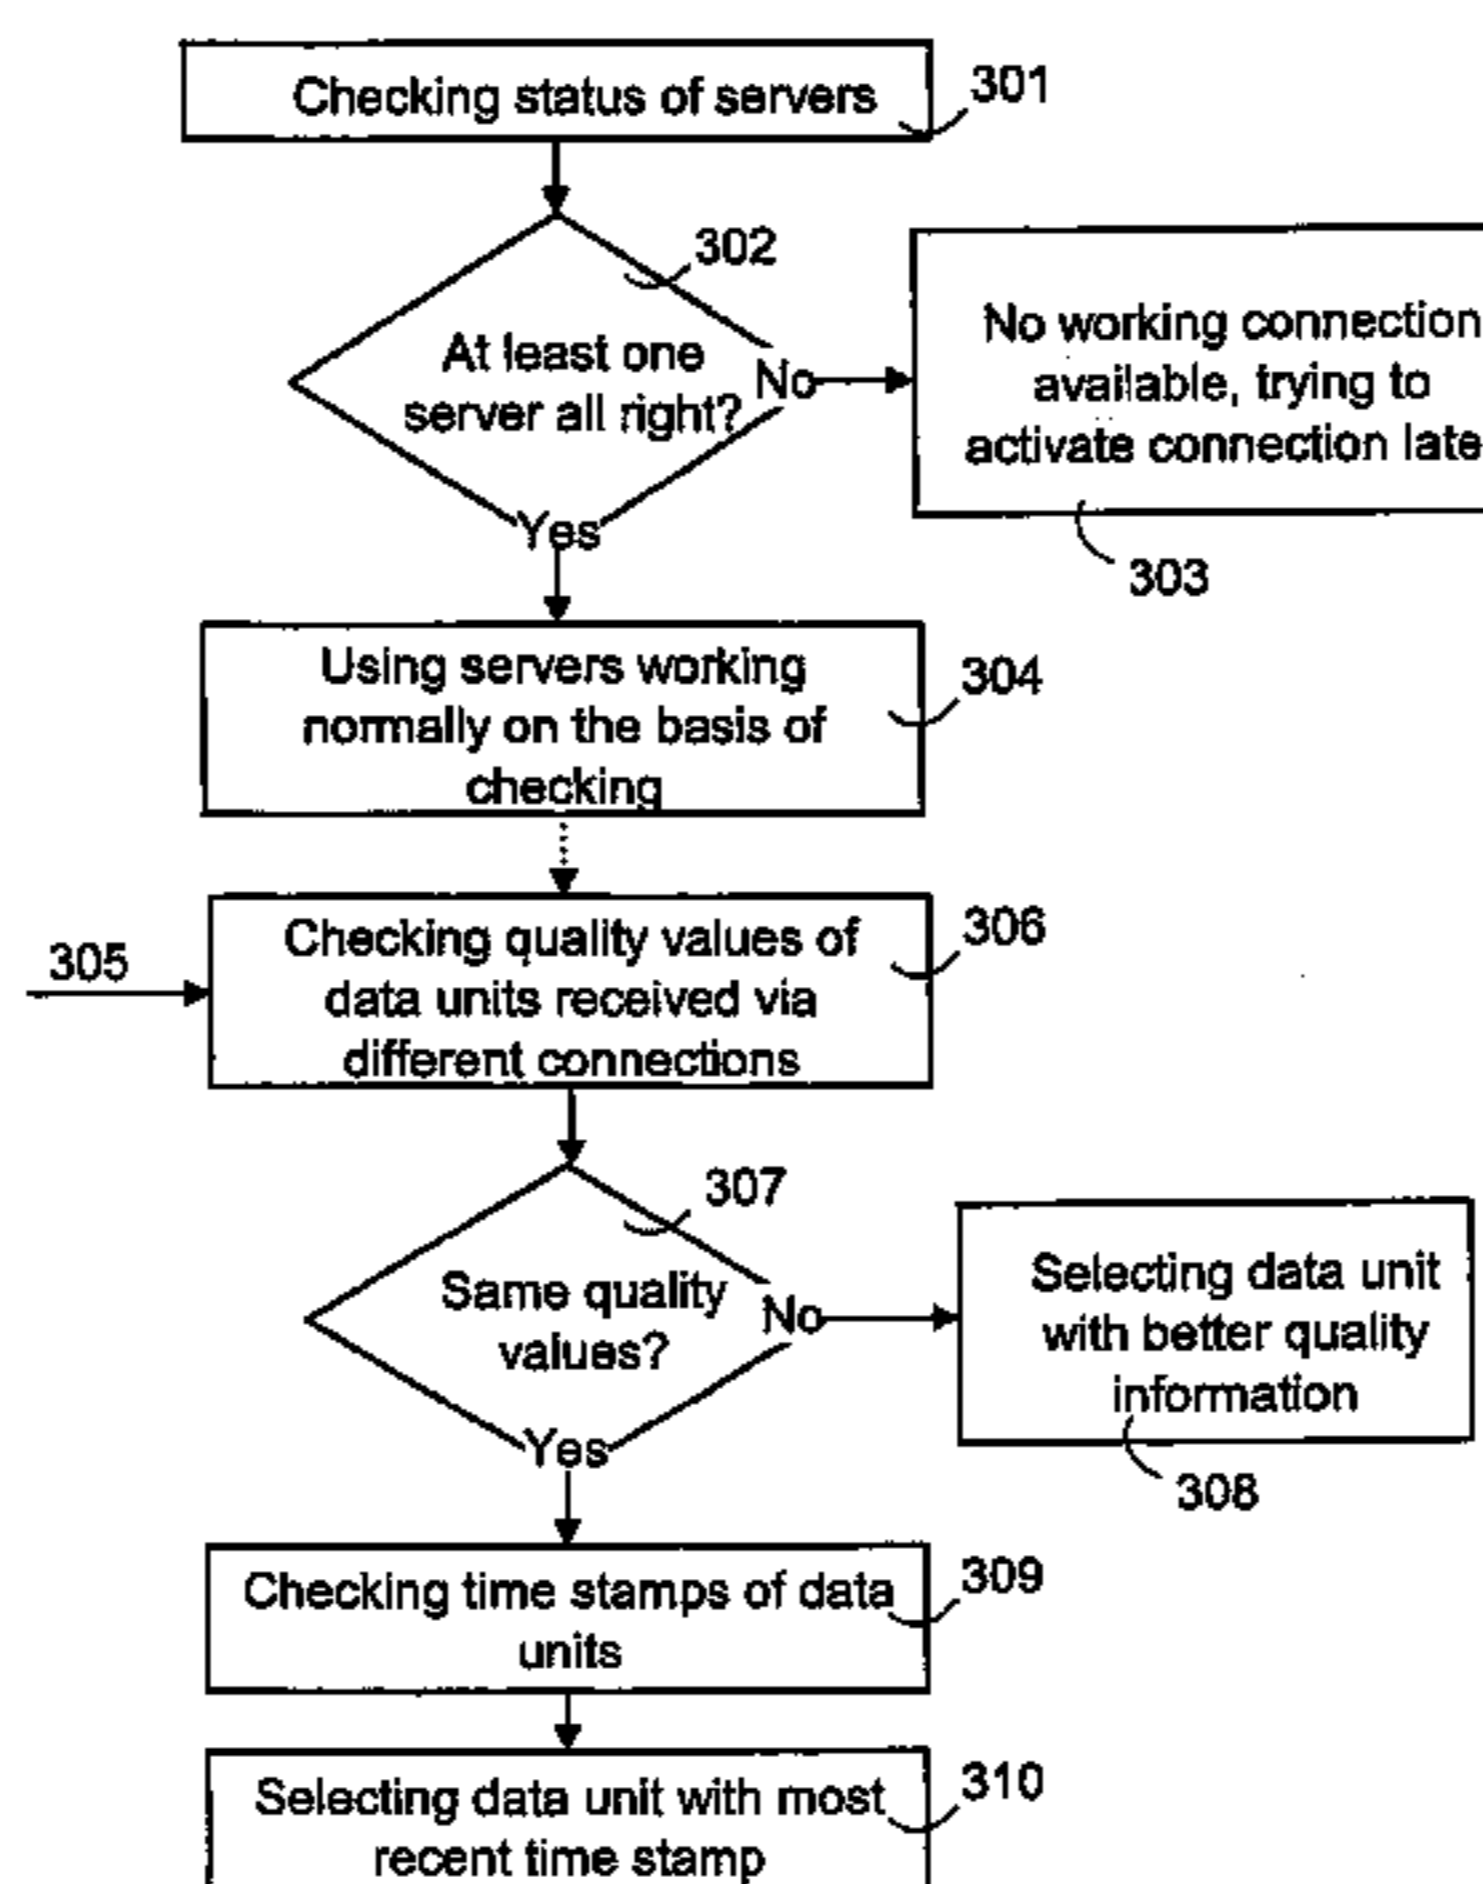 Checking status of servers
301
302
At least one
server all right?
No
No working connection
available, trying to
activate connection late
303
Yes
Using servers working
normally on the basis of
checking
304
305
Checking quality values of
data units received via
different connections
306
307
Same quality
values?
No
Selecting data unit
with better quality
information
308
Yes
Checking time stamps of data
units
309
Selecting data unit with most
recent time stamp
310